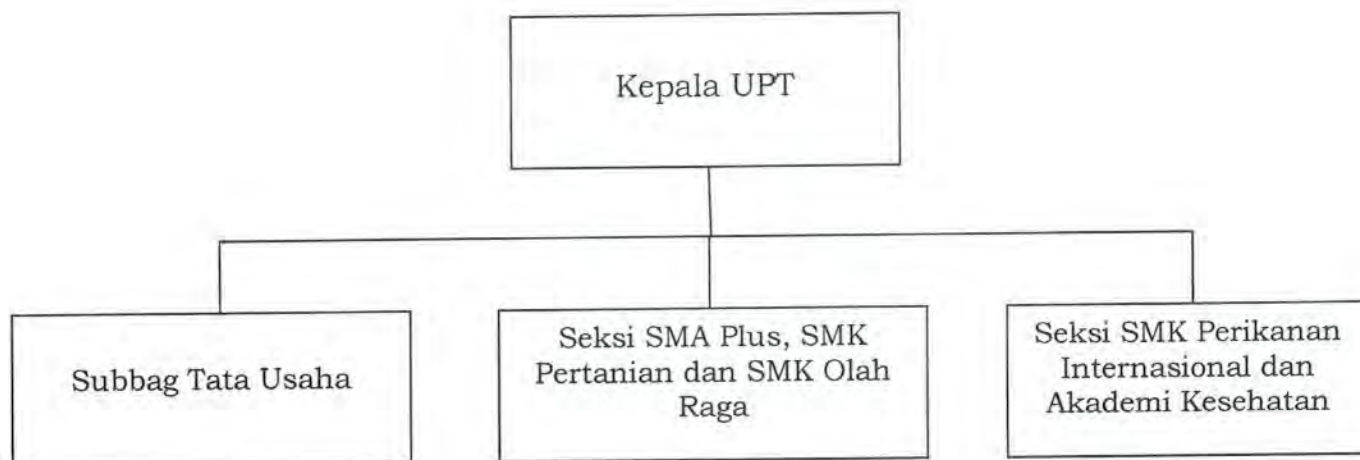 Kepala UPT
Subbag Tata Usaha
Seksi SMA Plus, SMK
Pertanian dan SMK Olah
Raga
Seksi SMK Perikanan
Internasional dan
Akademi Kesehatan